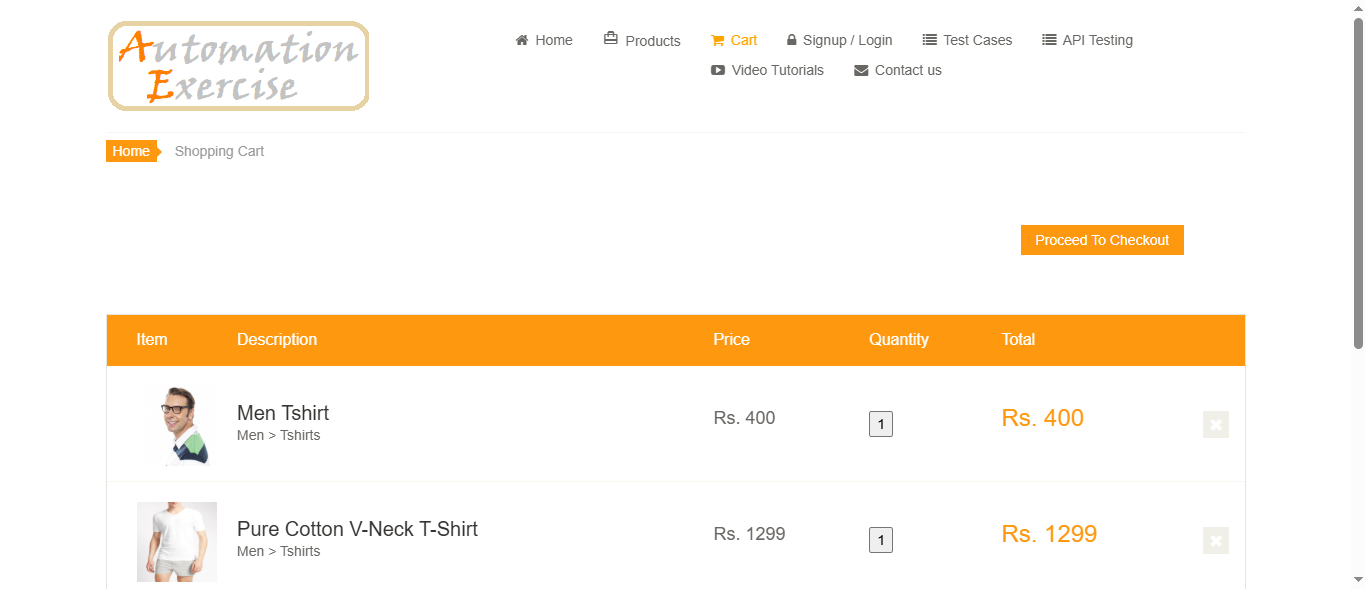 Automation
Exercise
Home Products Cart Signup / Login Test Cases API Testing
Video Tutorials Contact us
Home Shopping Cart
Proceed To Checkout
Item Description Price Quantity Total
Men Tshirt
Men > Tshirts
Rs. 400 1 Rs. 400
Pure Cotton V-Neck T-Shirt
Men > Tshirts
Rs. 1299 1 Rs. 1299